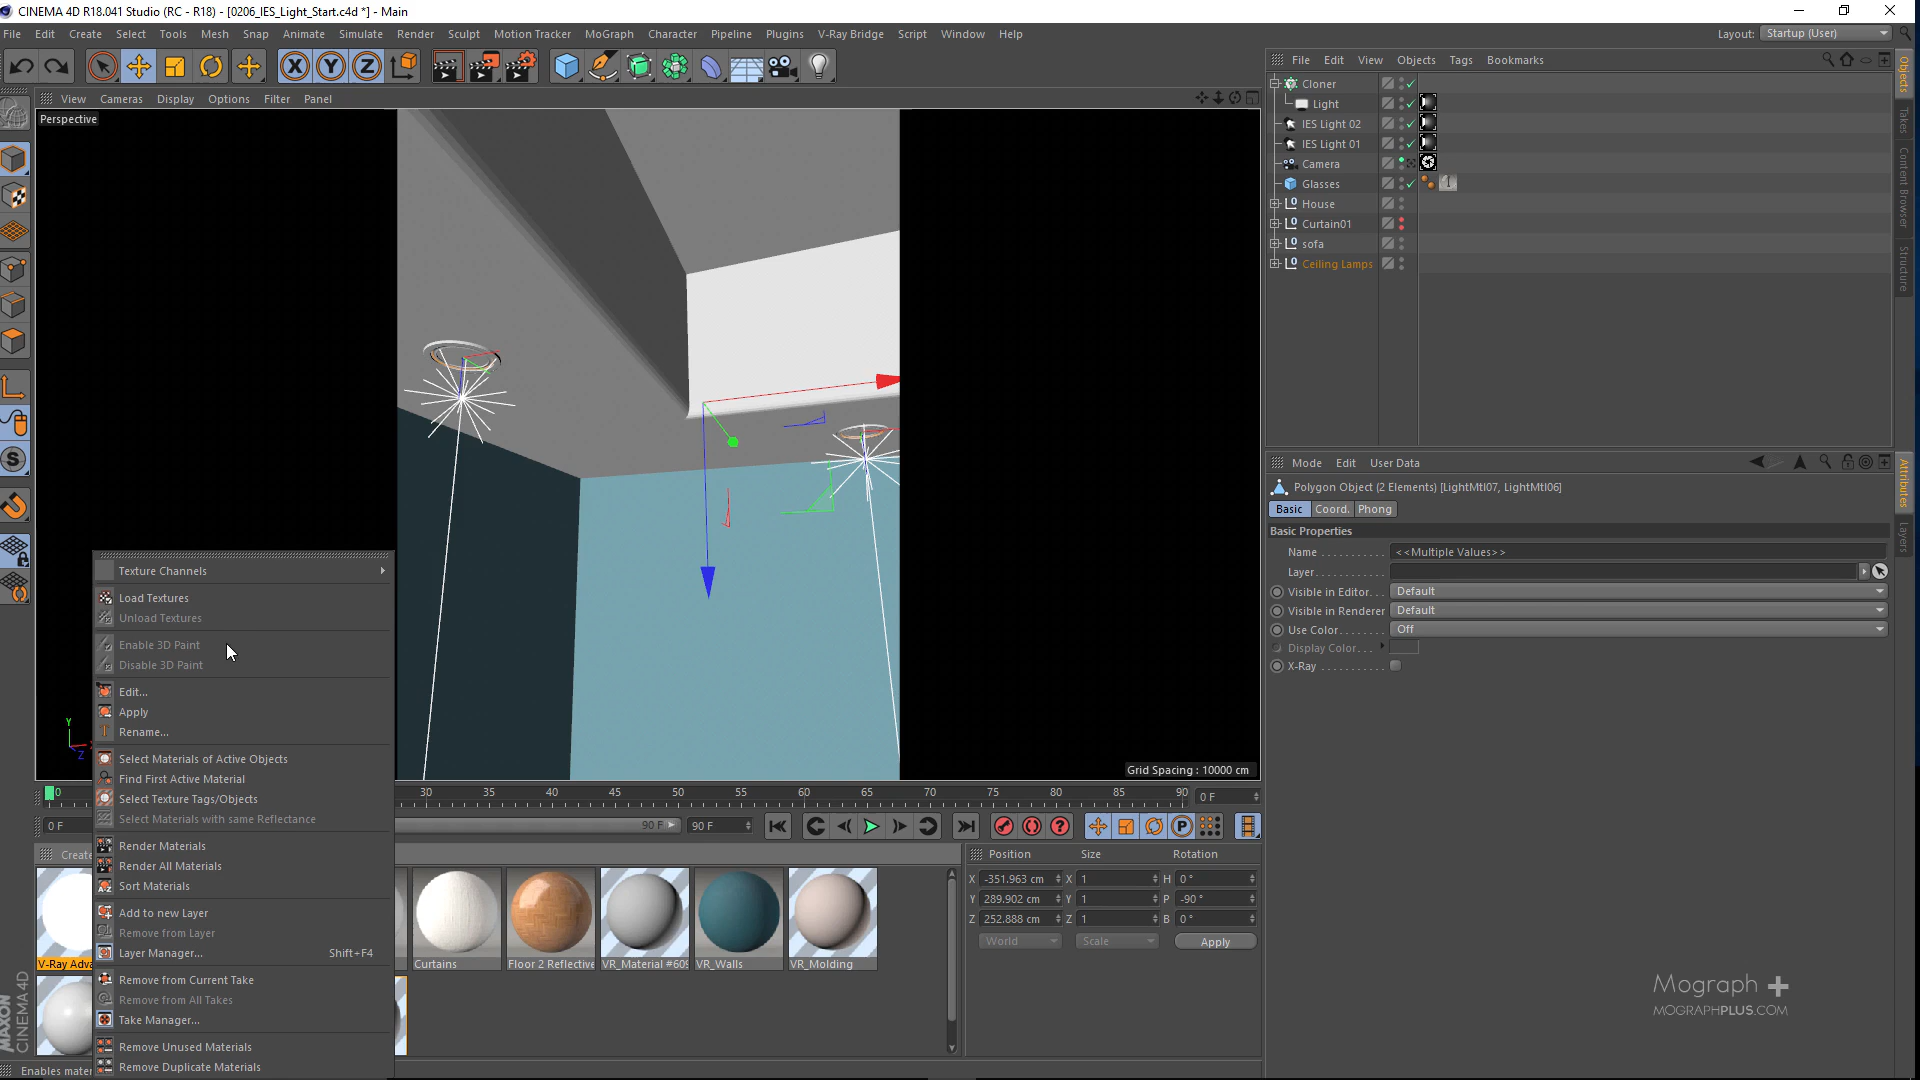 CINEMA 4D R18.041 Studio (RC - R18) - [0206_IES_Light_Start.c4d *] - Main
File Edit Create Select Tools Mesh Snap Animate Simulate Render Sculpt Motion Tracker MoGraph Character Pipeline Plugins V-Ray Bridge Script Window Help Layout: Startup (User)
X Y Z
View Cameras Display Options Filter Panel
Perspective
File Edit View Objects Tags Bookmarks
Cloner
Light
IES Light 02
IES Light 01
Camera
Glasses
House
Curtain01
sofa
Ceiling Lamps
Objects
Takes
Content Browser
Structure
Mode Edit User Data
Polygon Object (2 Elements) [LightMtl07, LightMtl06]
Basic Coord. Phong
Basic Properties
Name <<Multiple Values>>
Layer
Visible in Editor Default
Visible in Renderer Default
Use Color Off
Display Color
X-Ray
Attributes
Layers
Texture Channels
Load Textures
Unload Textures
Enable 3D Paint
Disable 3D Paint
Edit...
Apply
Rename...
Select Materials of Active Objects
Find First Active Material
Select Texture Tags/Objects
Select Materials with same Reflectance
Render Materials
Render All Materials
Sort Materials
Add to new Layer
Remove from Layer
Layer Manager... Shift+F4
Remove from Current Take
Remove from All Takes
Take Manager...
Remove Unused Materials
Remove Duplicate Materials
Y
Z
Grid Spacing : 10000 cm
0 30 35 40 45 50 55 60 65 70 75 80 85 90 0 F
0 F 90 F 90 F
Create
V-Ray Adva
Curtains
Floor 2 Reflective
VR_Material #609
VR_Walls
VR_Molding
Position Size Rotation
X -351.963 cm X 1 H 0 °
Y 289.902 cm Y 1 P -90 °
Z 252.888 cm Z 1 B 0 °
World Scale Apply
Mograph +
MOGRAPHPLUS.COM
MAXON
CINEMA 4D
Enables mater